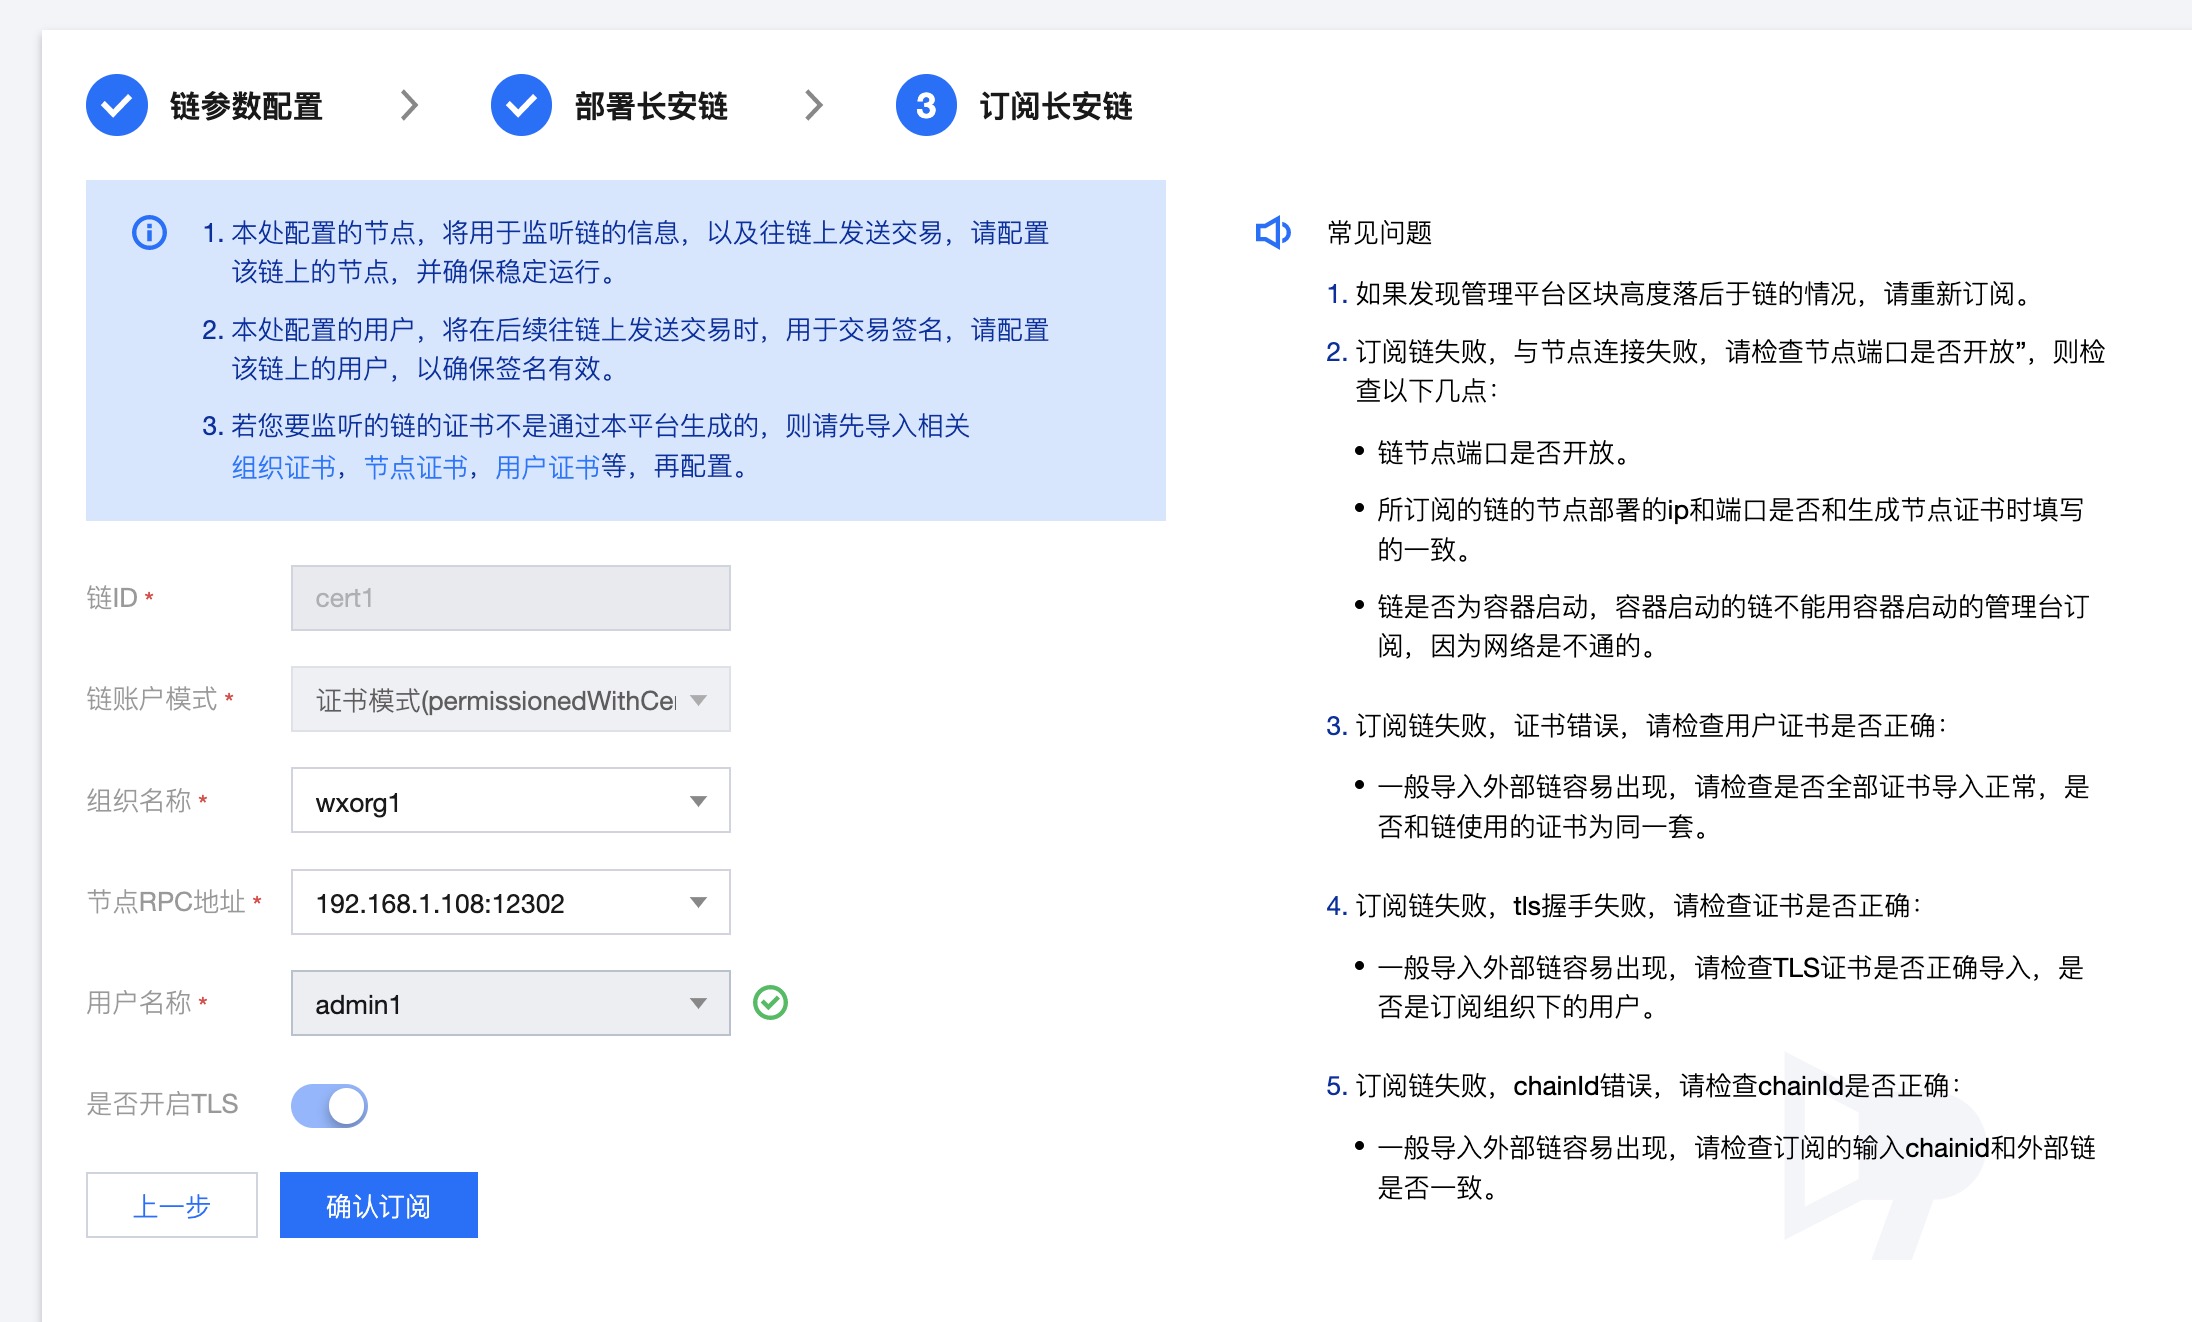 链参数配置
部署长安链
3 订阅长安链
1. 本处配置的节点，将用于监听链的信息，以及往链上发送交易，请配置
该链上的节点，并确保稳定运行。
2. 本处配置的用户，将在后续往链上发送交易时，用于交易签名，请配置
该链上的用户，以确保签名有效。
3. 若您要监听的链的证书不是通过本平台生成的，则请先导入相关
组织证书，节点证书，用户证书等，再配置。
链ID *
cert1
链账户模式 *
证书模式(permissionedWithCer
组织名称 *
wxorg1
节点RPC地址 *
192.168.1.108:12302
用户名称 *
admin1
是否开启TLS
上一步
确认订阅
常见问题
1. 如果发现管理平台区块高度落后于链的情况，请重新订阅。
2. 订阅链失败，与节点连接失败，请检查节点端口是否开放”，则检
查以下几点：
• 链节点端口是否开放。
• 所订阅的链的节点部署的ip和端口是否和生成节点证书时填写
的一致。
• 链是否为容器启动，容器启动的链不能用容器启动的管理台订
阅，因为网络是不通的。
3. 订阅链失败，证书错误，请检查用户证书是否正确：
• 一般导入外部链容易出现，请检查是否全部证书导入正常，是
否和链使用的证书为同一套。
4. 订阅链失败，tls握手失败，请检查证书是否正确：
• 一般导入外部链容易出现，请检查TLS证书是否正确导入，是
否是订阅组织下的用户。
5. 订阅链失败，chainId错误，请检查chainId是否正确：
• 一般导入外部链容易出现，请检查订阅的输入chainid和外部链
是否一致。